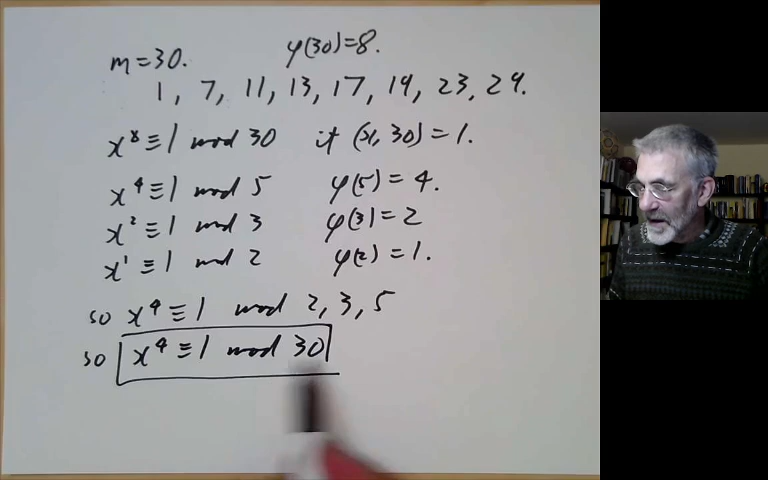 m=30. φ(30)=8.
1, 7, 11, 13, 17, 19, 23, 29.
x⁸ ≡ 1 mod 30 if (x, 30) = 1.
x⁴ ≡ 1 mod 5 φ(5) = 4.
x² ≡ 1 mod 3 φ(3) = 2
x¹ ≡ 1 mod 2 φ(2) = 1.
so x⁴ ≡ 1 mod 2, 3, 5
so x⁴ ≡ 1 mod 30